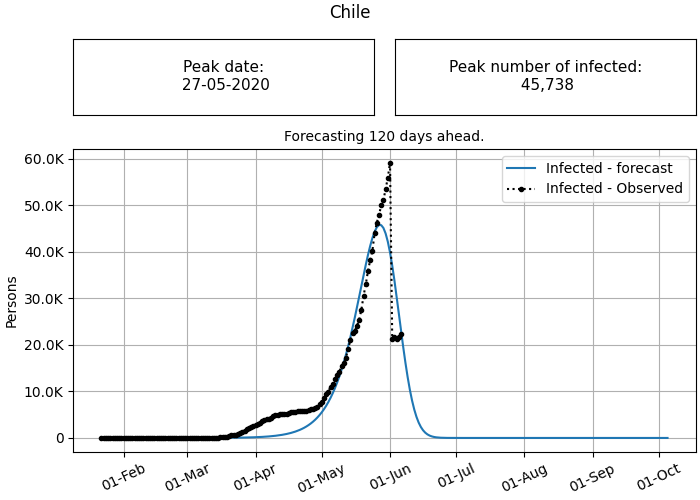 Chile
Peak date:
27-05-2020
Peak number of infected:
45,738
Forecasting 120 days ahead.
Infected - forecast
Infected - Observed
Persons
60.0K
50.0K
40.0K
30.0K
20.0K
10.0K
0
01-Feb
01-Mar
01-Apr
01-May
01-Jun
01-Jul
01-Aug
01-Sep
01-Oct